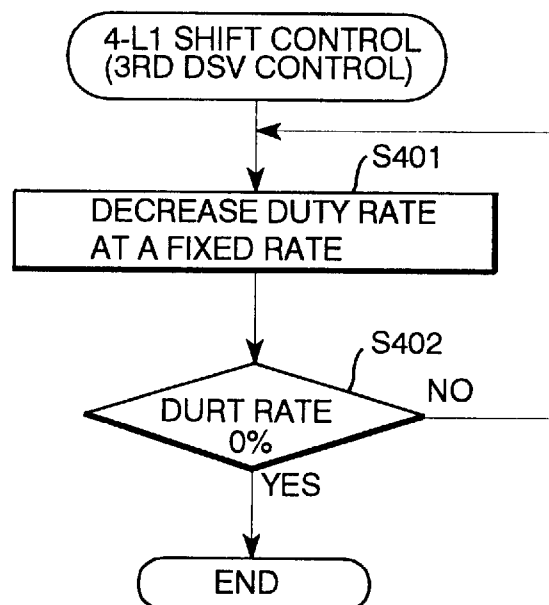 4-L1 SHIFT CONTROL
(3RD DSV CONTROL)
S401
DECREASE DUTY RATE
AT A FIXED RATE
S402
DURT RATE
0%
NO
YES
END